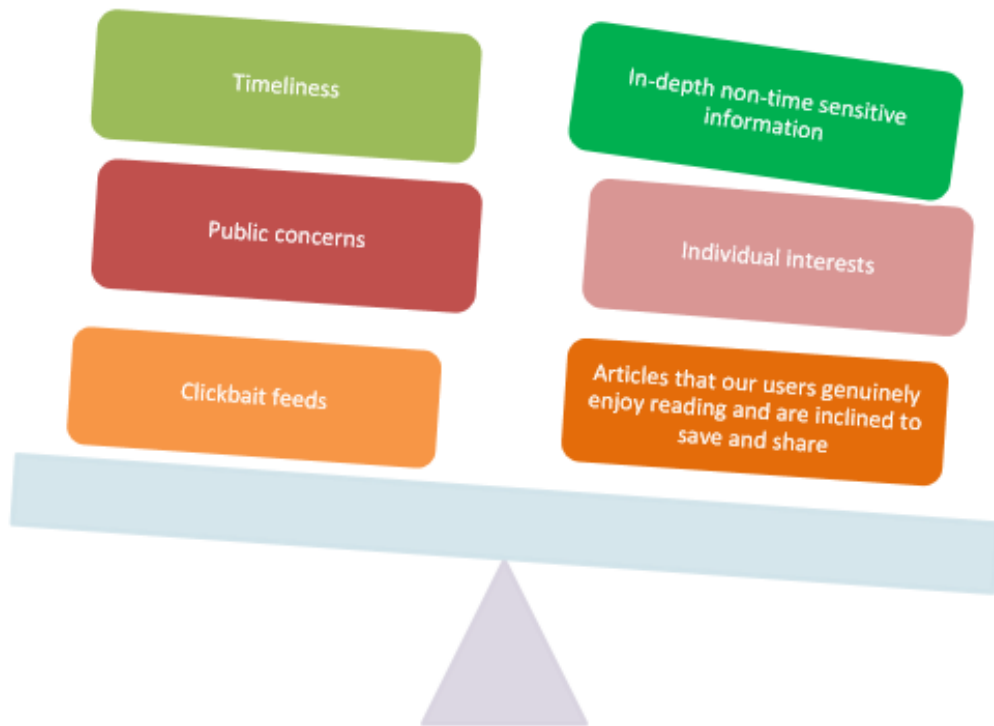 Timeliness
In-depth non-time sensitive
information
Public concerns
Individual interests
Clickbait feeds
Articles that our users genuinely
enjoy reading and are inclined to
save and share